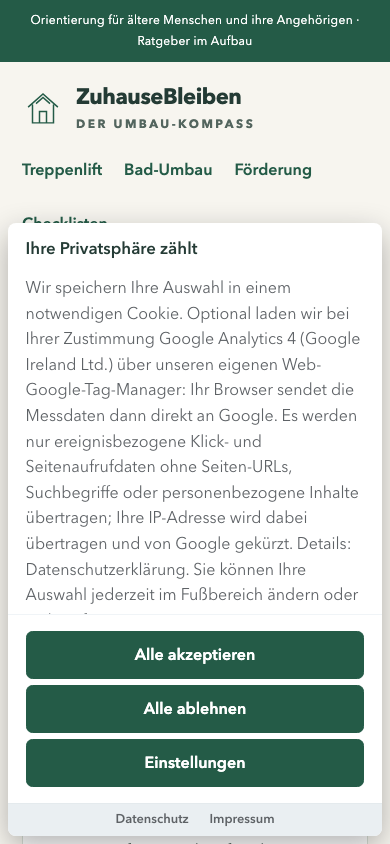 Orientierung für ältere Menschen und ihre Angehörigen ·
Ratgeber im Aufbau
ZuhauseBleiben
DER UMBAU-KOMPASS
Treppenlift Bad-Umbau Förderung
Checklisten
Ihre Privatsphäre zählt
Wir speichern Ihre Auswahl in einem
notwendigen Cookie. Optional laden wir bei
Ihrer Zustimmung Google Analytics 4 (Google
Ireland Ltd.) über unseren eigenen Web-
Google-Tag-Manager: Ihr Browser sendet die
Messdaten dann direkt an Google. Es werden
nur ereignisbezogene Klick- und
Seitenaufrufdaten ohne Seiten-URLs,
Suchbegriffe oder personenbezogene Inhalte
übertragen; Ihre IP-Adresse wird dabei
übertragen und von Google gekürzt. Details:
Datenschutzerklärung. Sie können Ihre
Auswahl jederzeit im Fußbereich ändern oder
Alle akzeptieren
Alle ablehnen
Einstellungen
Datenschutz Impressum